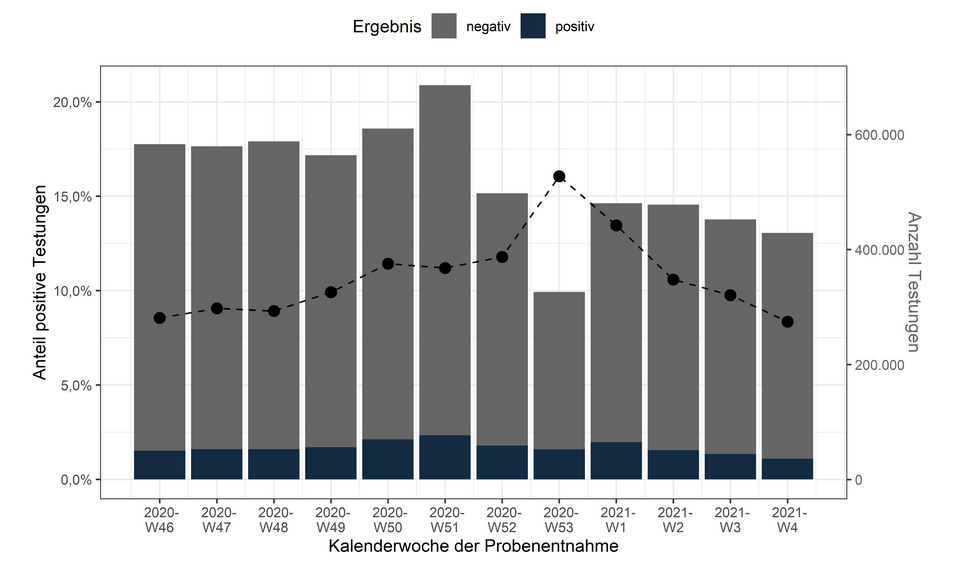 Ergebnis negativ positiv
Anteil positive Testungen
20,0%
15,0%
10,0%
5,0%
0,0%
600.000
400.000
200.000
0
Anzahl Testungen
2020- 2020- 2020- 2020- 2020- 2020- 2020- 2020- 2021- 2021- 2021- 2021-
W46 W47 W48 W49 W50 W51 W52 W53 W1 W2 W3 W4
Kalenderwoche der Probenentnahme